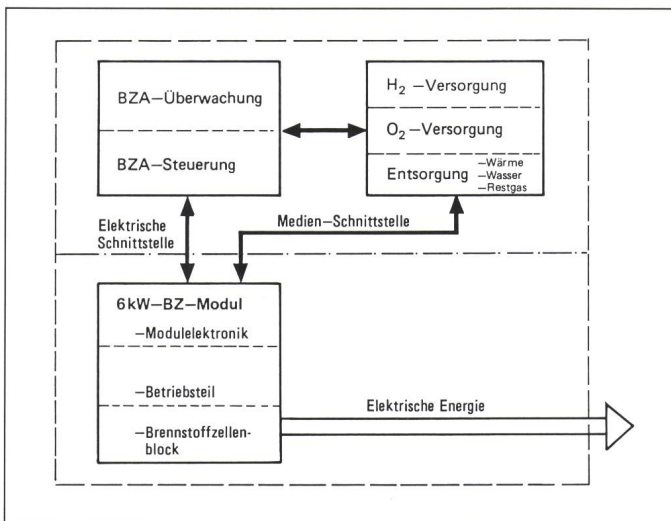 BZA–Überwachung
BZA–Steuerung
H₂ –Versorgung
O₂ –Versorgung
Entsorgung
–Wärme
–Wasser
–Restgas
Elektrische
Schnittstelle
Medien–Schnittstelle
6kW–BZ–Modul
–Modulelektronik
–Betriebsteil
–Brennstoffzellen-
block
Elektrische Energie